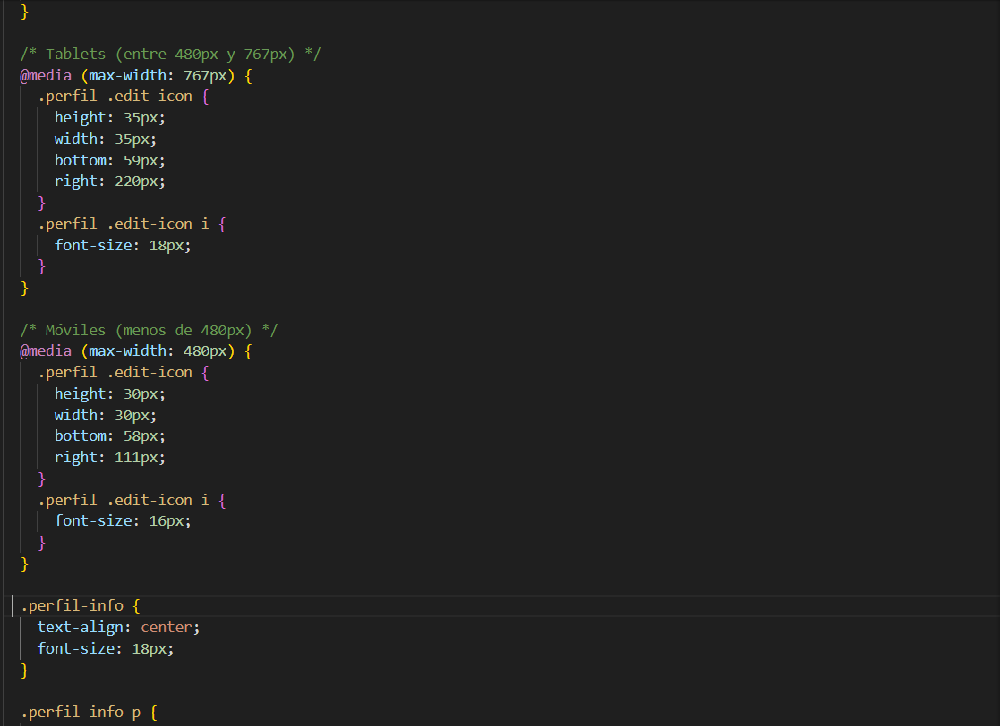 }
/* Tablets (entre 480px y 767px) */
@media (max-width: 767px) {
  .perfil .edit-icon {
    height: 35px;
    width: 35px;
    bottom: 59px;
    right: 220px;
  }
  .perfil .edit-icon i {
    font-size: 18px;
  }
}
/* Móviles (menos de 480px) */
@media (max-width: 480px) {
  .perfil .edit-icon {
    height: 30px;
    width: 30px;
    bottom: 58px;
    right: 111px;
  }
  .perfil .edit-icon i {
    font-size: 16px;
  }
}
.perfil-info {
  text-align: center;
  font-size: 18px;
}
.perfil-info p {